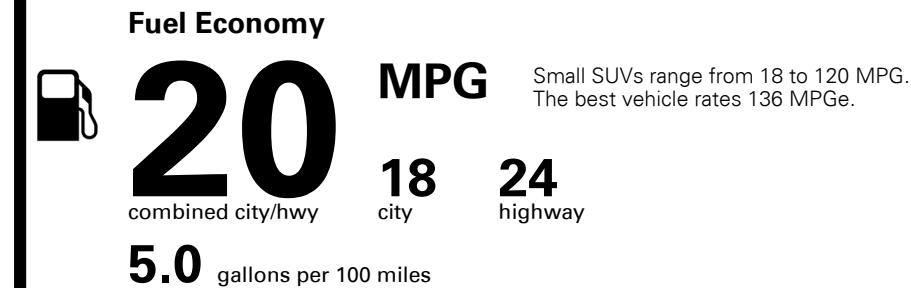 Fuel Economy
20 MPG
Small SUVs range from 18 to 120 MPG.
The best vehicle rates 136 MPGe.
18 24
combined city/hwy city highway
5.0 gallons per 100 miles